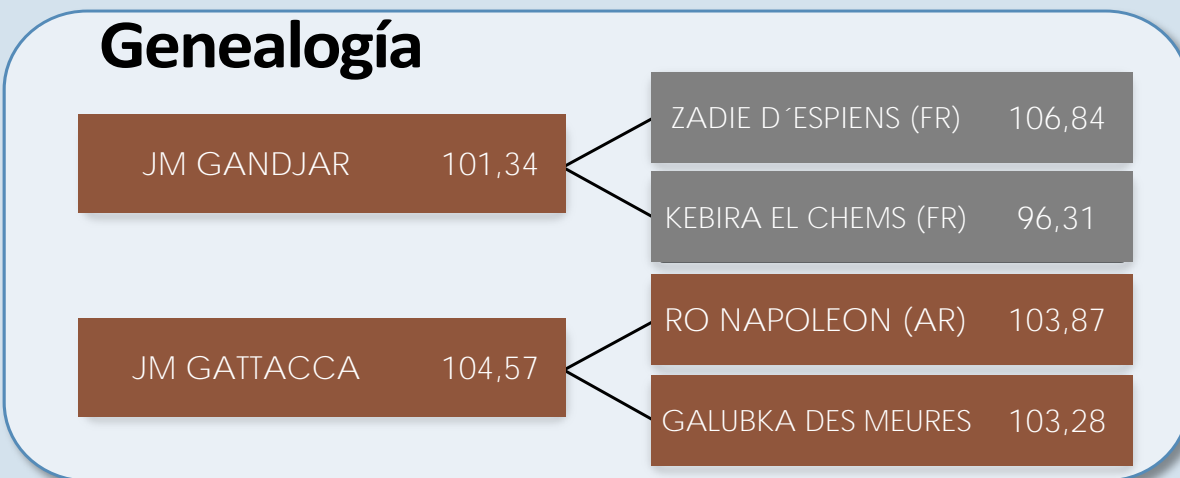 Genealogía
ZADIE D´ESPIENS (FR) 106,84
JM GANDJAR 101,34
KEBIRA EL CHEMS (FR) 96,31
RO NAPOLEON (AR) 103,87
JM GATTACCA 104,57
GALUBKA DES MEURES 103,28